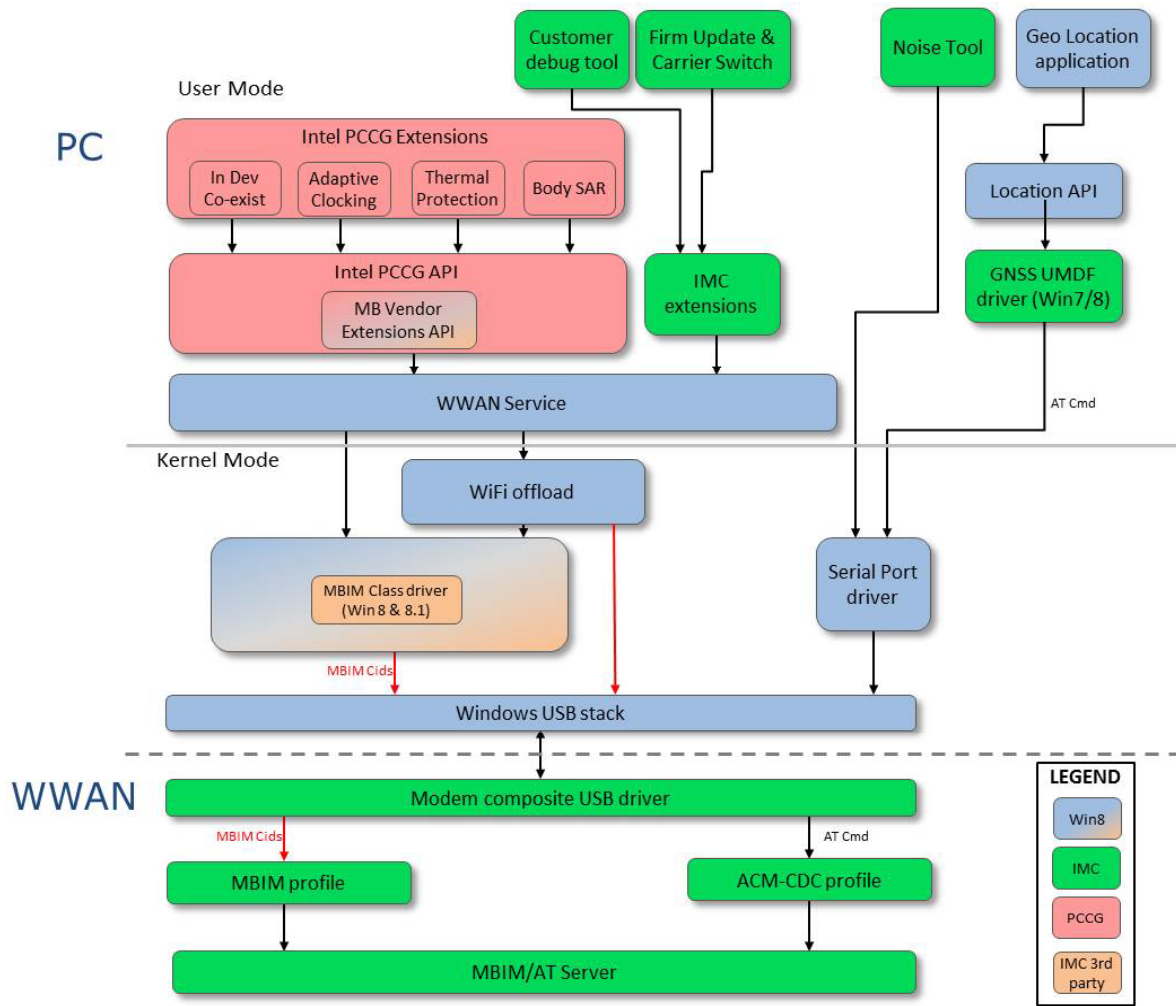 Customer
debug tool
Firm Update &
Carrier Switch
Noise Tool
Geo Location
application
User Mode
PC
Intel PCCG Extensions
In Dev
Co-exist
Adaptive
Clocking
Thermal
Protection
Body SAR
Location API
Intel PCCG API
MB Vendor
Extensions API
IMC
extensions
GNSS UMDF
driver (Win7/8)
WWAN Service
AT Cmd
Kernel Mode
WiFi offload
MBIM Class driver
(Win 8 & 8.1)
Serial Port
driver
MBIM Cids
Windows USB stack
WWAN
Modem composite USB driver
MBIM Cids
AT Cmd
MBIM profile
ACM-CDC profile
MBIM/AT Server
LEGEND
Win8
IMC
PCCG
IMC 3rd
party